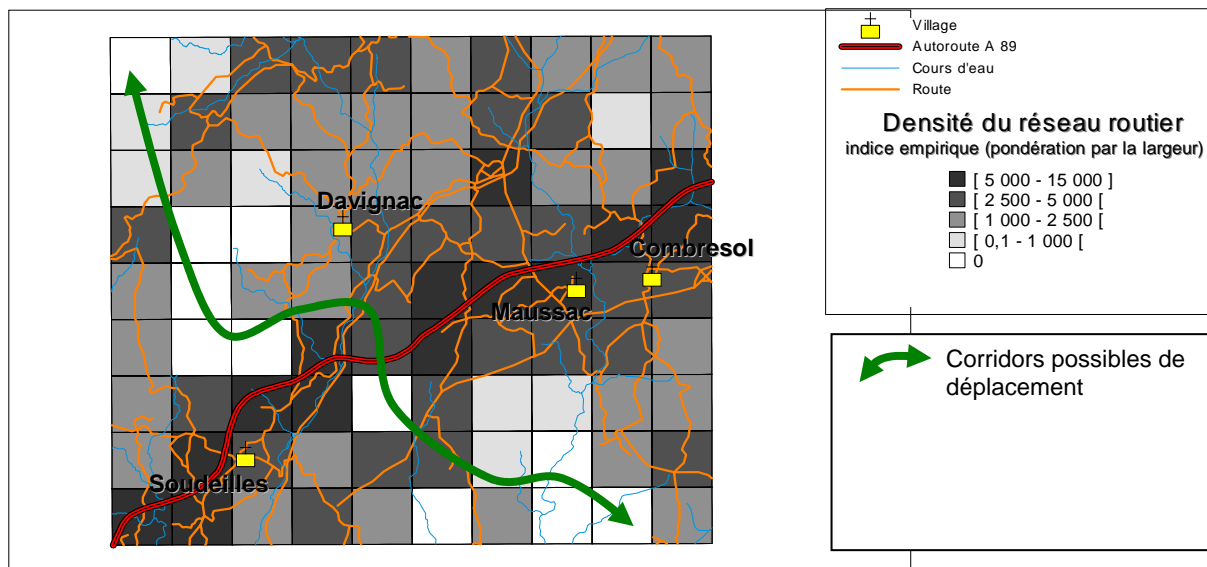 Village
Autoroute A 89
Cours d'eau
Route
Densité du réseau routier
indice empirique (pondération par la largeur)
[ 5 000 - 15 000 ]
[ 2 500 - 5 000 [
[ 1 000 - 2 500 [
[ 0,1 - 1 000 [
0
Davignac
Combresol
Maussac
Soudeilles
Corridors possibles de
déplacement